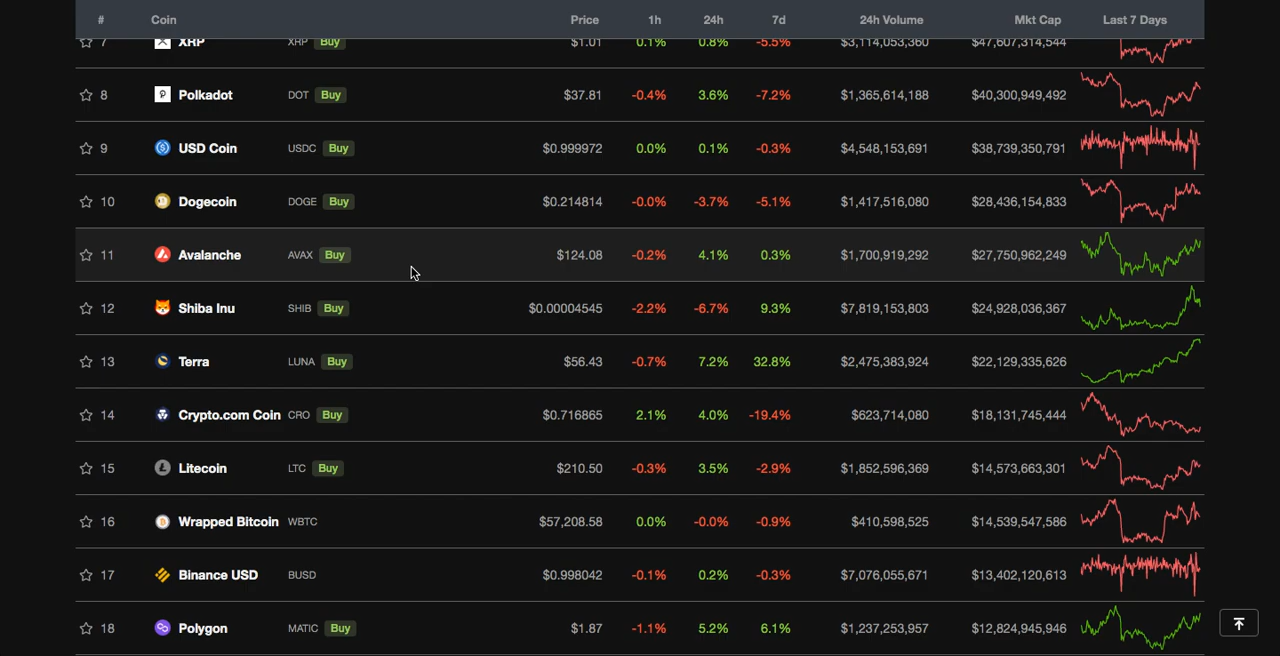 # Coin Price 1h 24h 7d 24h Volume Mkt Cap Last 7 Days
7 XRP XRP Buy $1.01 0.1% 0.8% -5.5% $3,114,053,360 $47,607,314,544
8 Polkadot DOT Buy $37.81 -0.4% 3.6% -7.2% $1,365,614,188 $40,300,949,492
9 USD Coin USDC Buy $0.999972 0.0% 0.1% -0.3% $4,548,153,691 $38,739,350,791
10 Dogecoin DOGE Buy $0.214814 -0.0% -3.7% -5.1% $1,417,516,080 $28,436,154,833
11 Avalanche AVAX Buy $124.08 -0.2% 4.1% 0.3% $1,700,919,292 $27,750,962,249
12 Shiba Inu SHIB Buy $0.00004545 -2.2% -6.7% 9.3% $7,819,153,803 $24,928,036,367
13 Terra LUNA Buy $56.43 -0.7% 7.2% 32.8% $2,475,383,924 $22,129,335,626
14 Crypto.com Coin CRO Buy $0.716865 2.1% 4.0% -19.4% $623,714,080 $18,131,745,444
15 Litecoin LTC Buy $210.50 -0.3% 3.5% -2.9% $1,852,596,369 $14,573,663,301
16 Wrapped Bitcoin WBTC $57,208.58 0.0% -0.0% -0.9% $410,598,525 $14,539,547,586
17 Binance USD BUSD $0.998042 -0.1% 0.2% -0.3% $7,076,055,671 $13,402,120,613
18 Polygon MATIC Buy $1.87 -1.1% 5.2% 6.1% $1,237,253,957 $12,824,945,946